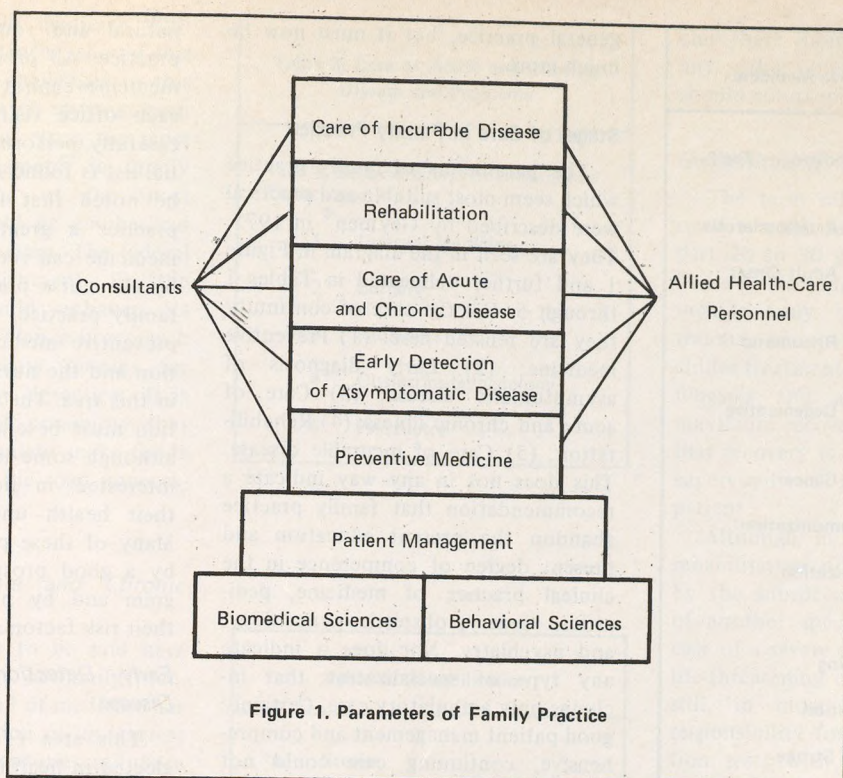 Care of Incurable Disease
Rehabilitation
Consultants
Care of Acute
and Chronic Disease
Allied Health-Care
Personnel
Early Detection
of Asymptomatic Disease
Preventive Medicine
Patient Management
Biomedical Sciences
Behavioral Sciences
Figure 1. Parameters of Family Practice